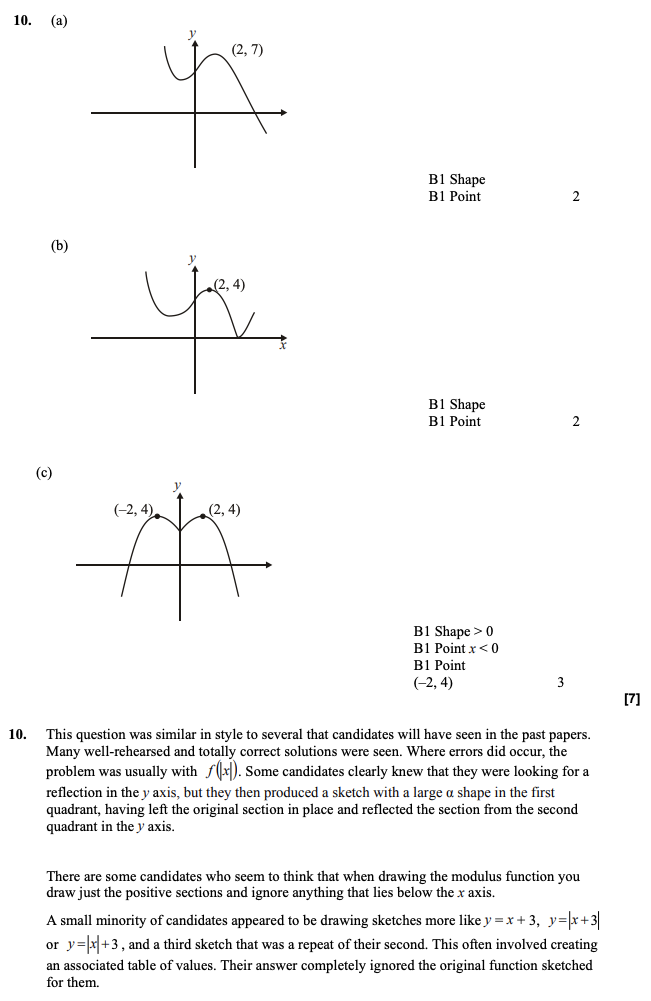 10. (a)
y
(2, 7)
B1 Shape
B1 Point 2
(b)
y
(2, 4)
x
B1 Shape
B1 Point 2
(c)
y
(–2, 4) (2, 4)
B1 Shape > 0
B1 Point x < 0
B1 Point
(–2, 4) 3
[7]
10. This question was similar in style to several that candidates will have seen in the past papers.
Many well-rehearsed and totally correct solutions were seen. Where errors did occur, the
problem was usually with f(|x|). Some candidates clearly knew that they were looking for a
reflection in the y axis, but they then produced a sketch with a large α shape in the first
quadrant, having left the original section in place and reflected the section from the second
quadrant in the y axis.
There are some candidates who seem to think that when drawing the modulus function you
draw just the positive sections and ignore anything that lies below the x axis.
A small minority of candidates appeared to be drawing sketches more like y = x + 3, y=|x+3|
or y=|x|+3 , and a third sketch that was a repeat of their second. This often involved creating
an associated table of values. Their answer completely ignored the original function sketched
for them.